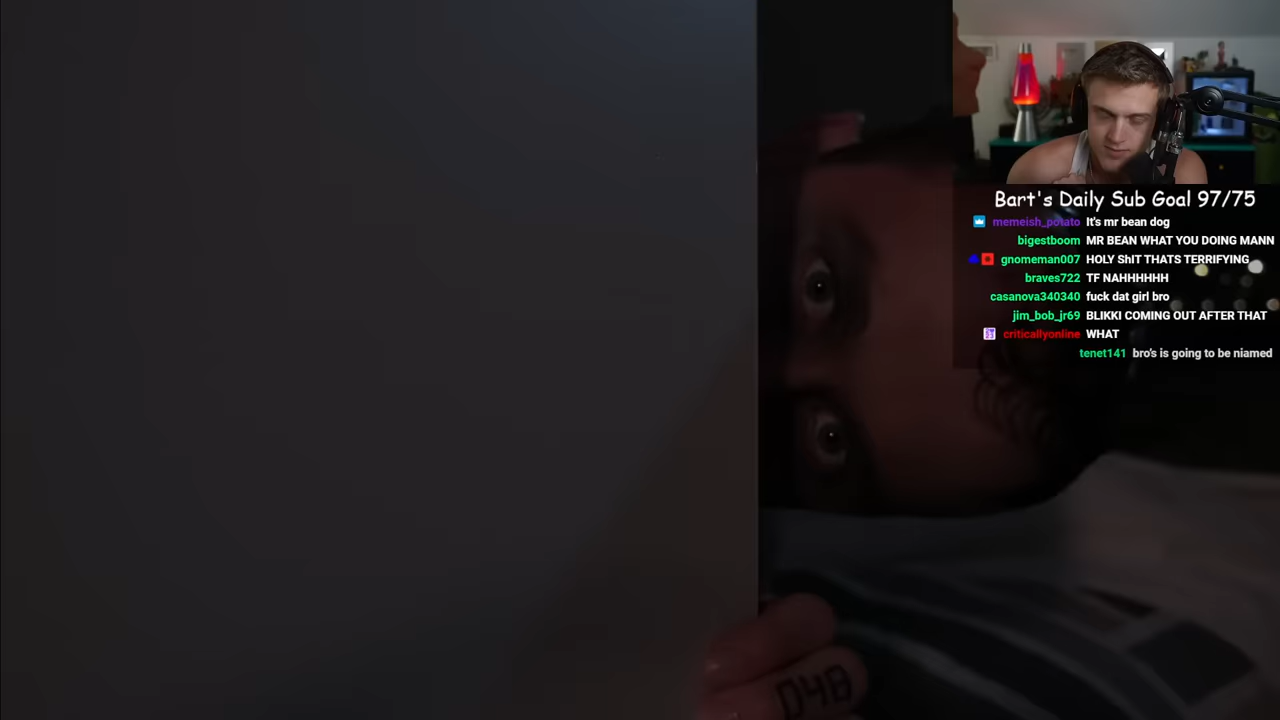 Bart's Daily Sub Goal 97/75
memeish_potato It's mr bean dog
bigestboom MR BEAN WHAT YOU DOING MANN
gnomeman007 HOLY ShIT THATS TERRIFYING
braves722 TF NAHHHHHH
casanova340340 fuck dat girl bro
jim_bob_jr69 BLIKKI COMING OUT AFTER THAT
criticallyonline WHAT
tenet141 bro's is going to be niamed
D4B